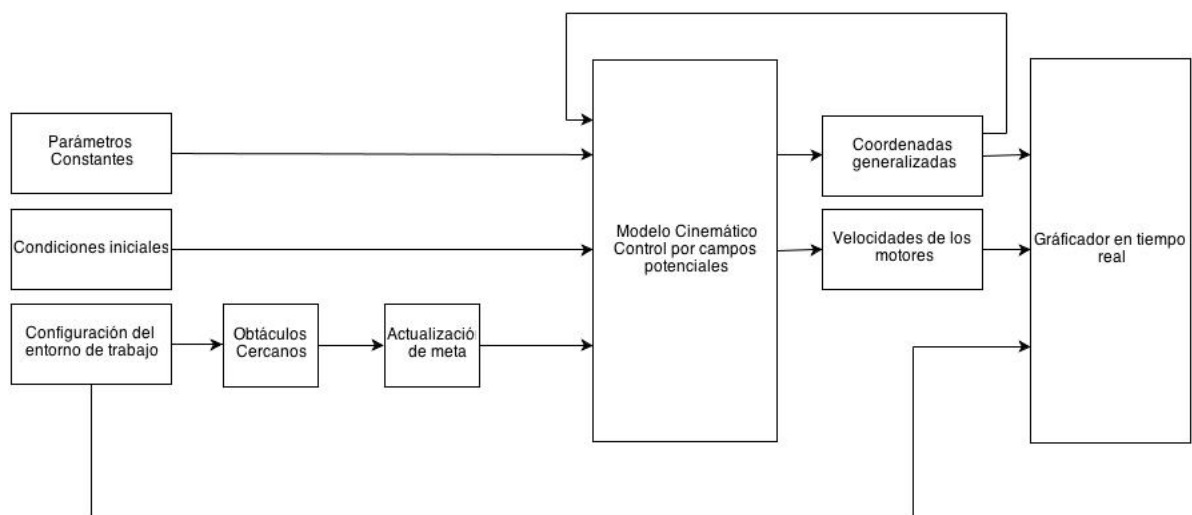 Parámetros
Constantes
Condiciones iniciales
Configuración del
entorno de trabajo
Obtáculos
Cercanos
Actualización
de meta
Modelo Cinemático
Control por campos
potenciales
Coordenadas
generalizadas
Velocidades de los
motores
Gráficador en tiempo
real